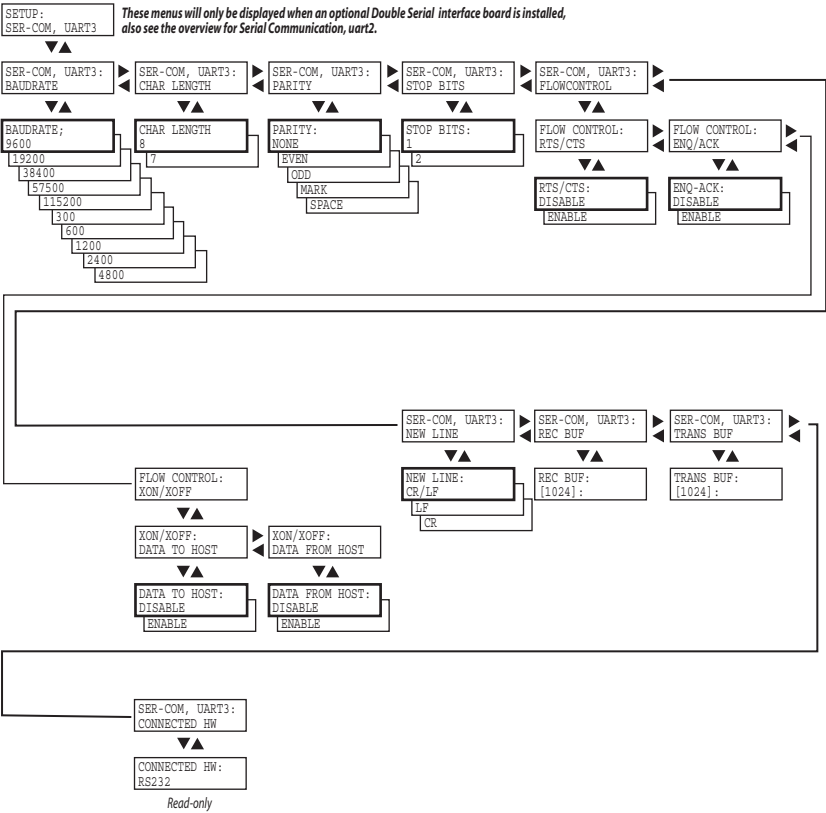 SETUP:
SER-COM, UART3
These menus will only be displayed when an optional Double Serial interface board is installed,
also see the overview for Serial Communication, uart2.
SER-COM, UART3:
BAUDRATE
SER-COM, UART3:
CHAR LENGTH
SER-COM, UART3:
PARITY
SER-COM, UART3:
STOP BITS
SER-COM, UART3:
FLOWCONTROL
BAUDRATE;
9600
19200
38400
57500
115200
300
600
1200
2400
4800
CHAR LENGTH
8
7
PARITY:
NONE
EVEN
ODD
MARK
SPACE
STOP BITS:
1
2
FLOW CONTROL:
RTS/CTS
FLOW CONTROL:
ENQ/ACK
RTS/CTS:
DISABLE
ENABLE
ENQ-ACK:
DISABLE
ENABLE
SER-COM, UART3:
NEW LINE
SER-COM, UART3:
REC BUF
SER-COM, UART3:
TRANS BUF
NEW LINE:
CR/LF
LF
CR
REC BUF:
[1024]:
TRANS BUF:
[1024]:
FLOW CONTROL:
XON/XOFF
XON/XOFF:
DATA TO HOST
XON/XOFF:
DATA FROM HOST
DATA TO HOST:
DISABLE
ENABLE
DATA FROM HOST:
DISABLE
ENABLE
SER-COM, UART3:
CONNECTED HW
CONNECTED HW:
RS232
Read-only